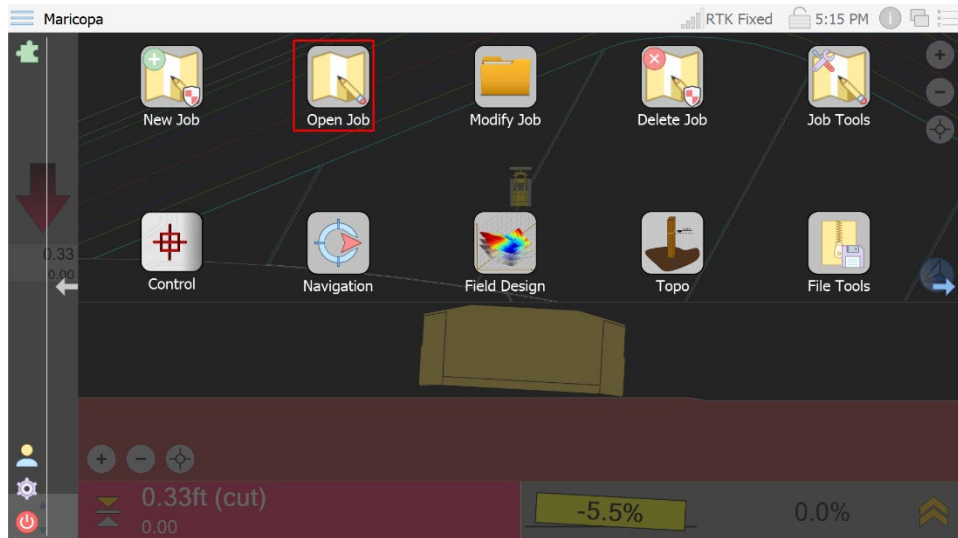 Maricopa
RTK Fixed
5:15 PM
New Job
Open Job
Modify Job
Delete Job
Job Tools
0.33
0.00
Control
Navigation
Field Design
Topo
File Tools
0.33ft (cut)
0.00
-5.5%
0.0%